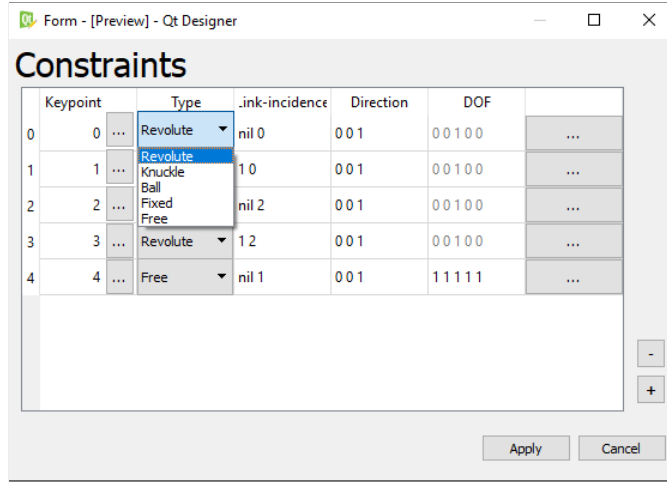 Qt Form - [Preview] - Qt Designer
Constraints
Keypoint Type Link-incidence Direction DOF
0 0 ... Revolute nil 0 0 0 1 0 0 1 0 0 ...
Revolute
1 1 ... Knuckle 1 0 0 0 1 0 0 1 0 0 ...
Ball
2 2 ... Fixed nil 2 0 0 1 0 0 1 0 0 ...
Free
3 3 ... Revolute 1 2 0 0 1 0 0 1 0 0 ...
4 4 ... Free nil 1 0 0 1 1 1 1 1 1 ...
-
+
Apply Cancel